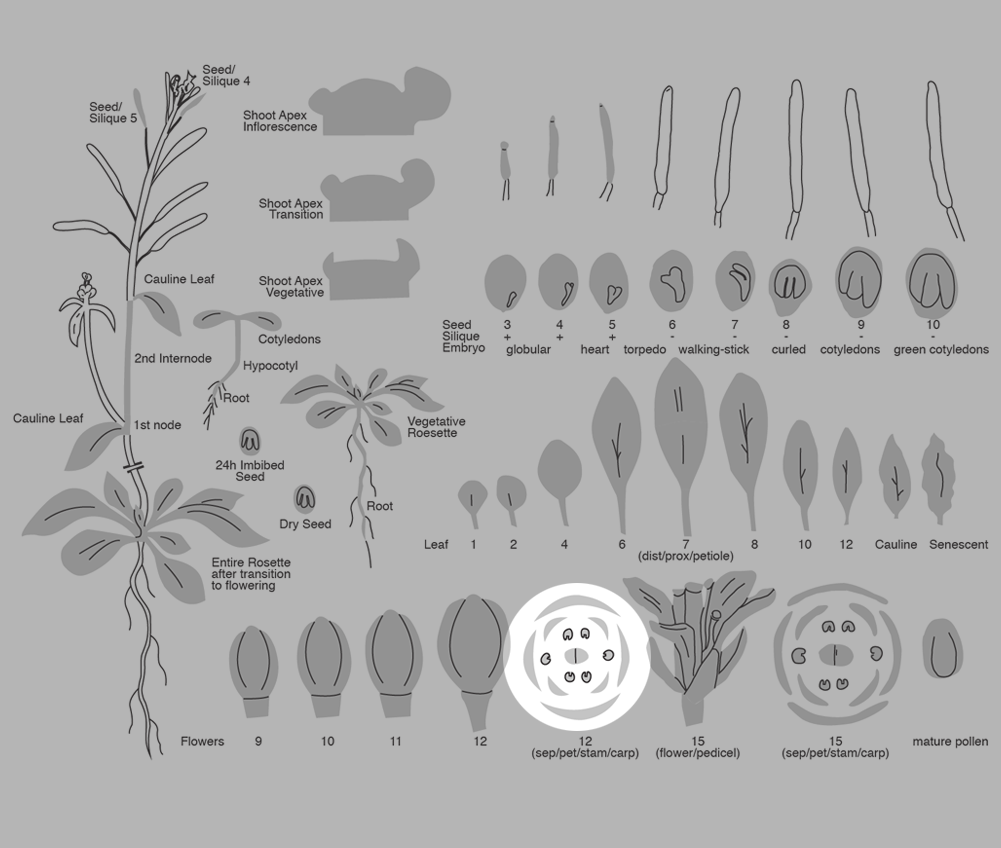 Seed/
Silique 4
Seed/
Silique 5
Shoot Apex
Inflorescence
Shoot Apex
Transition
Shoot Apex
Vegetative
Cauline Leaf
Cotyledons
2nd Internode
Hypocotyl
Root
Cauline Leaf
1st node
24h Imbibed
Seed
Dry Seed
Vegetative
Roesette
Root
Entire Rosette
after transition
to flowering
Seed 3 4 5 6 7 8 9 10
Silique + + + - - - - -
Embryo globular heart torpedo walking-stick curled cotyledons green cotyledons
Leaf 1 2 4 6 7 8 10 12 Cauline Senescent
(dist/prox/petiole)
Flowers 9 10 11 12 12 15 15 mature pollen
(sep/pet/stam/carp) (flower/pedicel) (sep/pet/stam/carp)